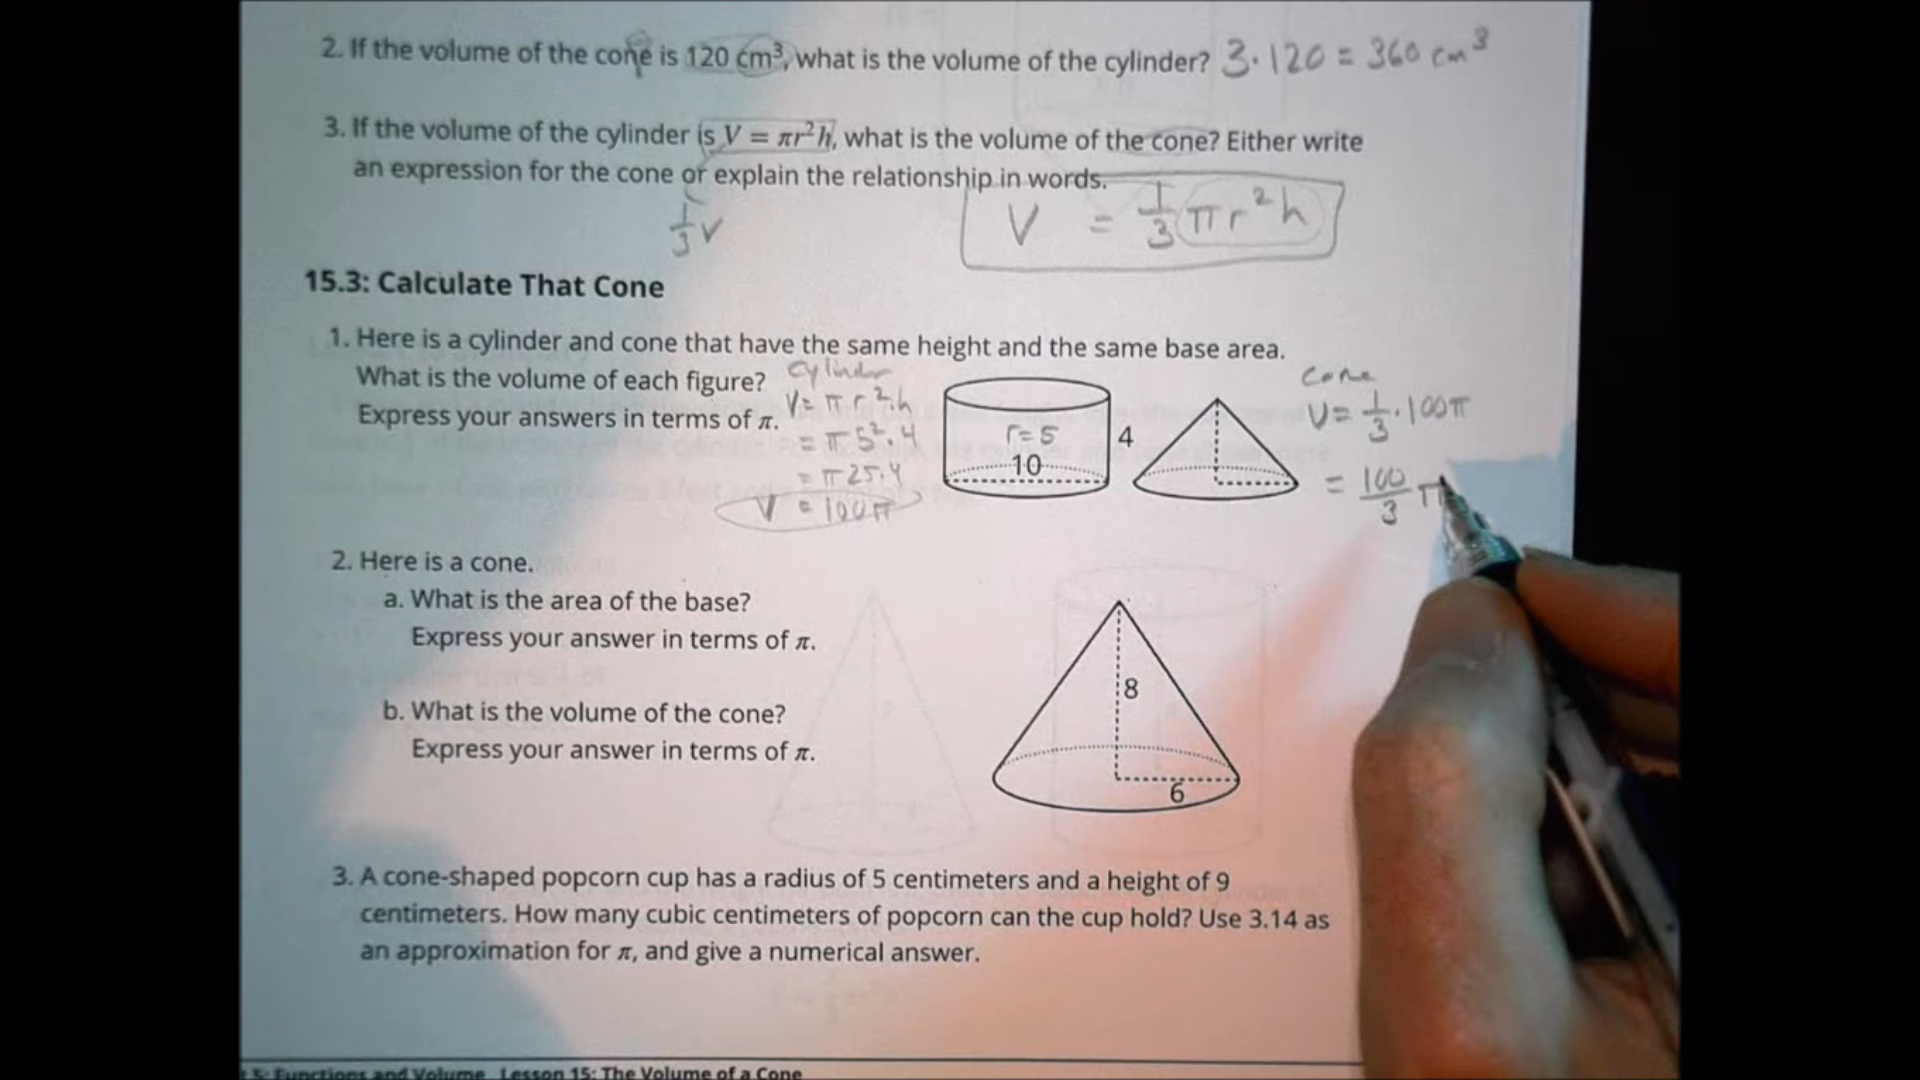 2. If the volume of the cone is 120 cm³, what is the volume of the cylinder? 3·120 = 360 cm³
3. If the volume of the cylinder is V = πr²h, what is the volume of the cone? Either write
an expression for the cone or explain the relationship in words.
1/3 V
V = 1/3 πr²h
15.3: Calculate That Cone
1. Here is a cylinder and cone that have the same height and the same base area.
What is the volume of each figure?
Express your answers in terms of π.
cylinder
V = π r²·h
= π 5²·4
= π 25·4
V = 100π
r=5
10
4
cone
V = 1/3 · 100π
= 100/3 π
2. Here is a cone.
a. What is the area of the base?
Express your answer in terms of π.
b. What is the volume of the cone?
Express your answer in terms of π.
8
6
3. A cone-shaped popcorn cup has a radius of 5 centimeters and a height of 9
centimeters. How many cubic centimeters of popcorn can the cup hold? Use 3.14 as
an approximation for π, and give a numerical answer.
5: Functions and Volume Lesson 15: The Volume of a Cone